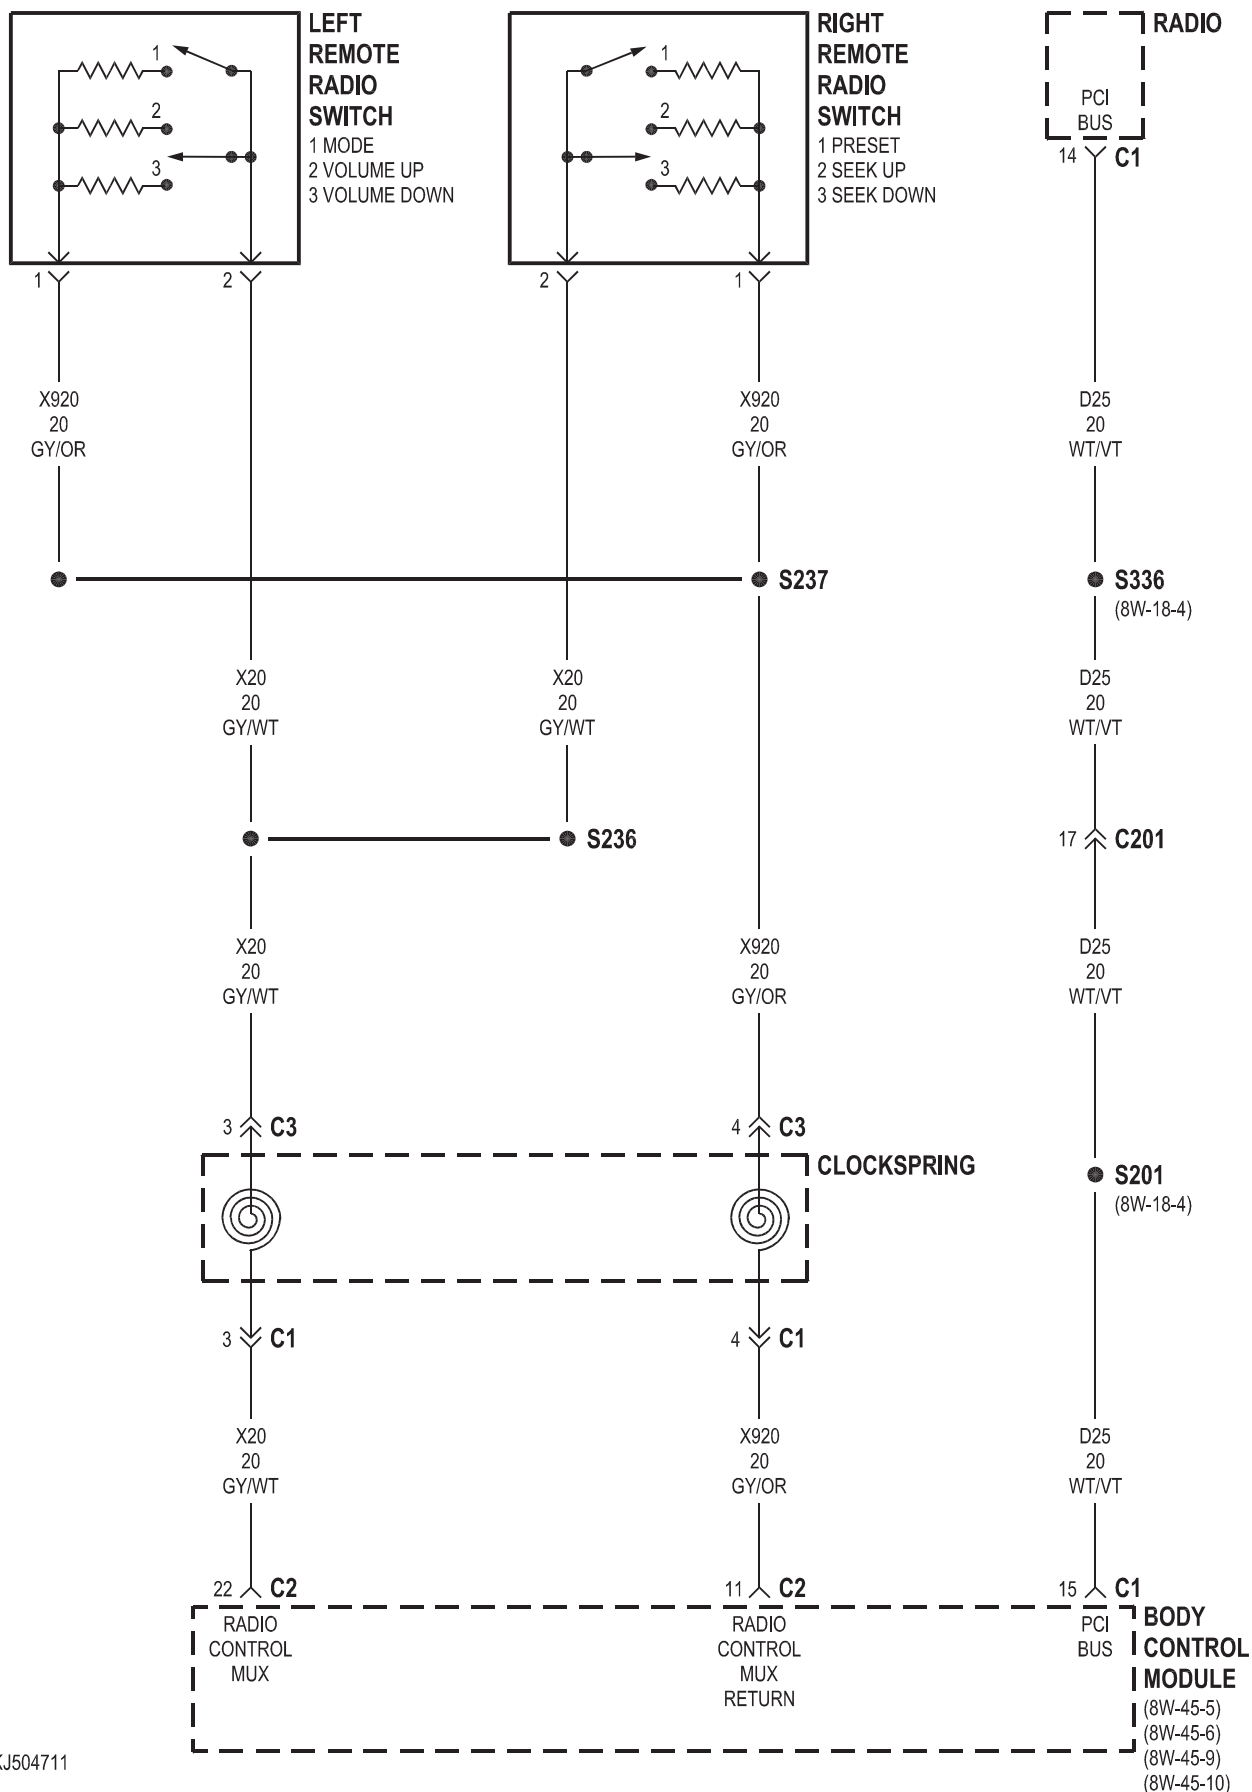 LEFT
REMOTE
RADIO
SWITCH
1 MODE
2 VOLUME UP
3 VOLUME DOWN
1
2
3
1
2
RIGHT
REMOTE
RADIO
SWITCH
1 PRESET
2 SEEK UP
3 SEEK DOWN
1
2
3
2
1
RADIO
PCI
BUS
14
C1
X920
20
GY/OR
X920
20
GY/OR
D25
20
WT/VT
S237
S336
(8W-18-4)
X20
20
GY/WT
X20
20
GY/WT
D25
20
WT/VT
S236
17
C201
X20
20
GY/WT
X920
20
GY/OR
D25
20
WT/VT
3
C3
4
C3
CLOCKSPRING
S201
(8W-18-4)
3
C1
4
C1
X20
20
GY/WT
X920
20
GY/OR
D25
20
WT/VT
22
C2
11
C2
15
C1
RADIO
CONTROL
MUX
RADIO
CONTROL
MUX
RETURN
PCI
BUS
BODY
CONTROL
MODULE
(8W-45-5)
(8W-45-6)
(8W-45-9)
(8W-45-10)
KJ504711